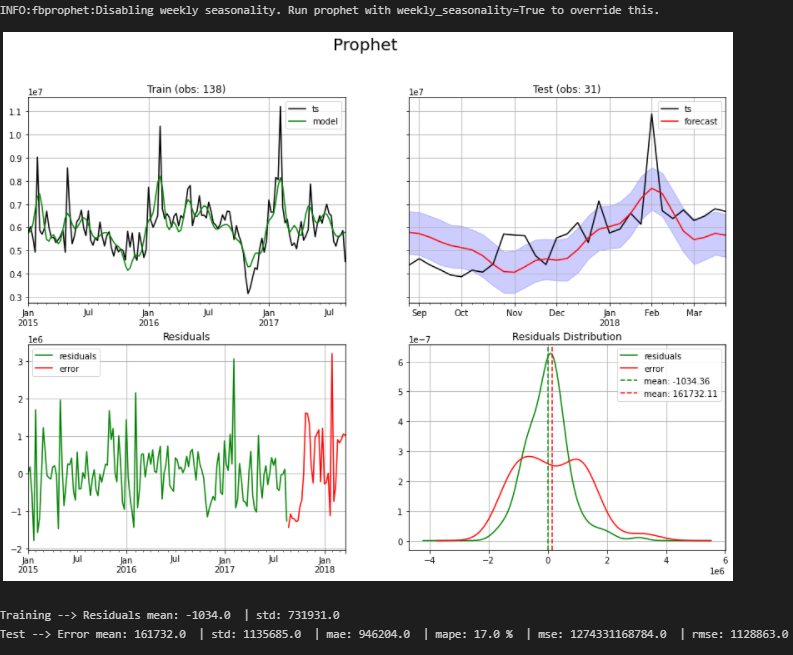 INFO:fbprophet:Disabling weekly seasonality. Run prophet with weekly_seasonality=True to override this.
Prophet
Train (obs: 138)
1e7
ts
model
1.1
1.0
0.9
0.8
0.7
0.6
0.5
0.4
0.3
Jan Jul Jan Jul Jan Jul
2015 2016 2017
Test (obs: 31)
1e7
ts
forecast
Sep Oct Nov Dec Jan Feb Mar
2018
Residuals
1e6
residuals
error
3
2
1
0
−1
−2
Jan Jul Jan Jul Jan Jul Jan
2015 2016 2017 2018
Residuals Distribution
1e−7
residuals
error
mean: -1034.36
mean: 161732.11
6
5
4
3
2
1
0
−4 −2 0 2 4 6
1e6
Training --> Residuals mean: -1034.0 | std: 731931.0
Test --> Error mean: 161732.0 | std: 1135685.0 | mae: 946204.0 | mape: 17.0 % | mse: 1274331168784.0 | rmse: 1128863.0